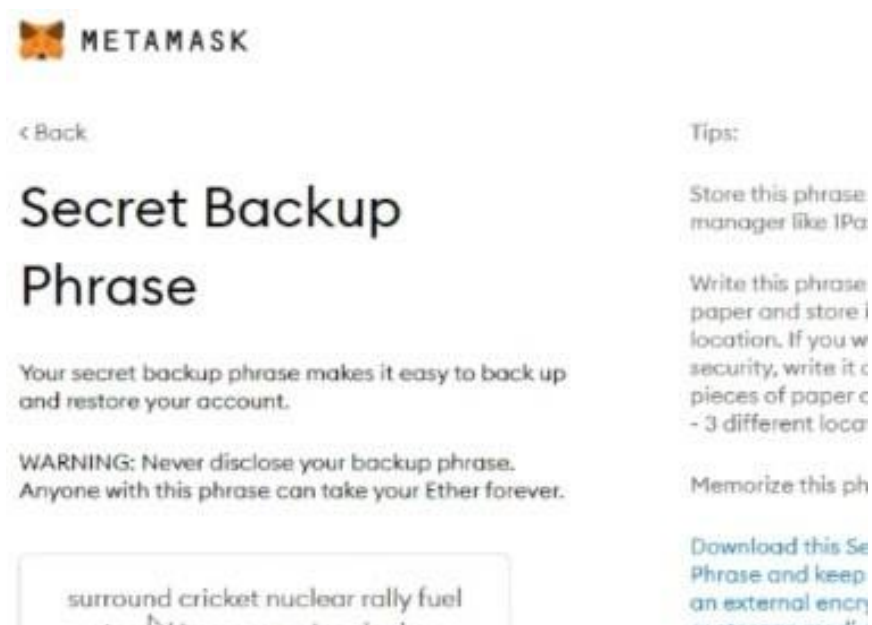 METAMASK
< Back
Secret Backup
Phrase
Your secret backup phrase makes it easy to back up
and restore your account.
WARNING: Never disclose your backup phrase.
Anyone with this phrase can take your Ether forever.
surround cricket nuclear rally fuel
Tips:
Store this phrase
manager like 1Pa
Write this phrase
paper and store i
location. If you w
security, write it o
pieces of paper o
- 3 different loca
Memorize this ph
Download this Se
Phrase and keep
an external encry